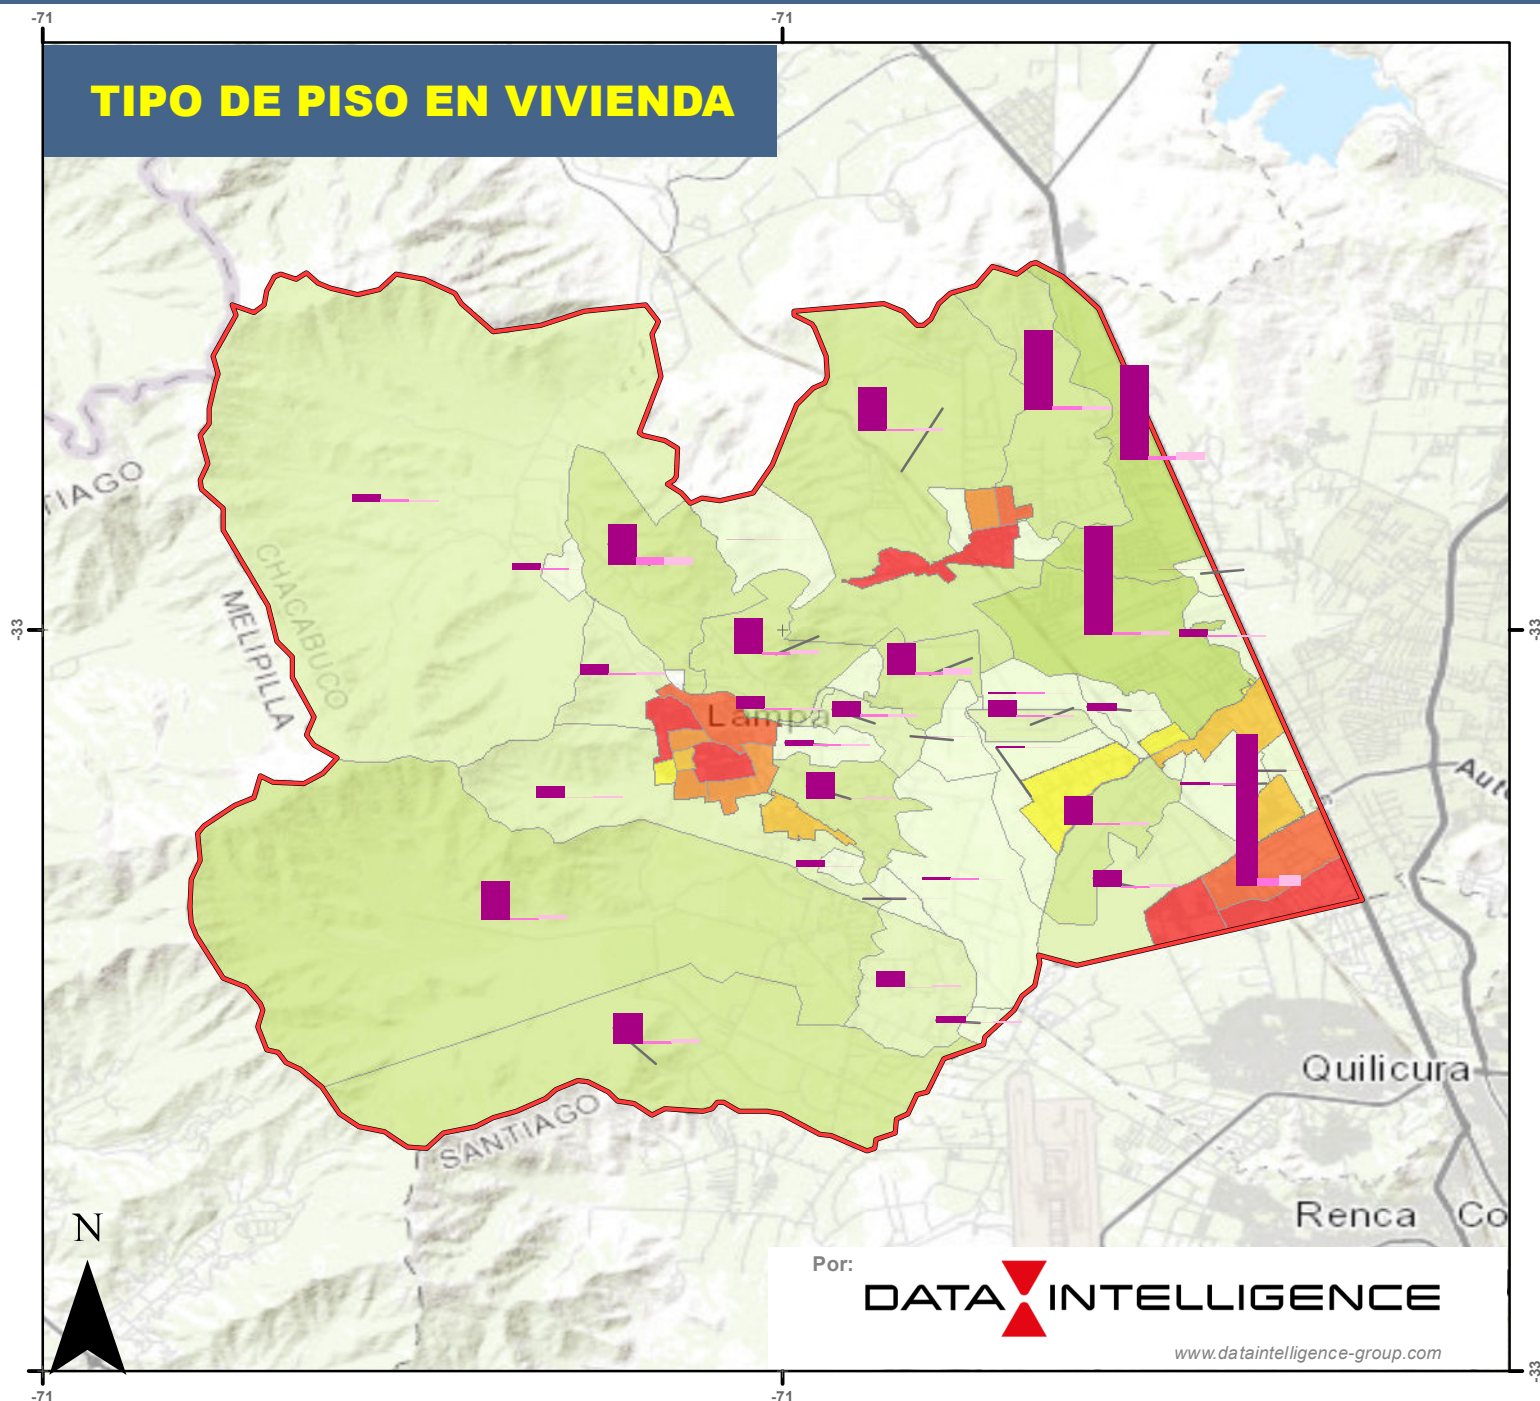 -71
-71
TIPO DE PISO EN VIVIENDA
TIAGO
CHACABUCO
MELIPILLA
-33
-33
Lampa
Auto
Quilicura
SANTIAGO
Renca
Co
N
Por:
DATA INTELLIGENCE
www.dataintelligence-group.com
-33
-71
-71